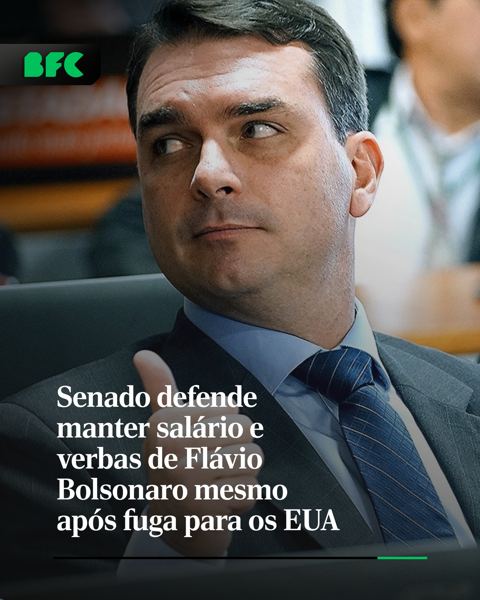 BFC
Senado defende
manter salário e
verbas de Flávio
Bolsonaro mesmo
após fuga para os EUA